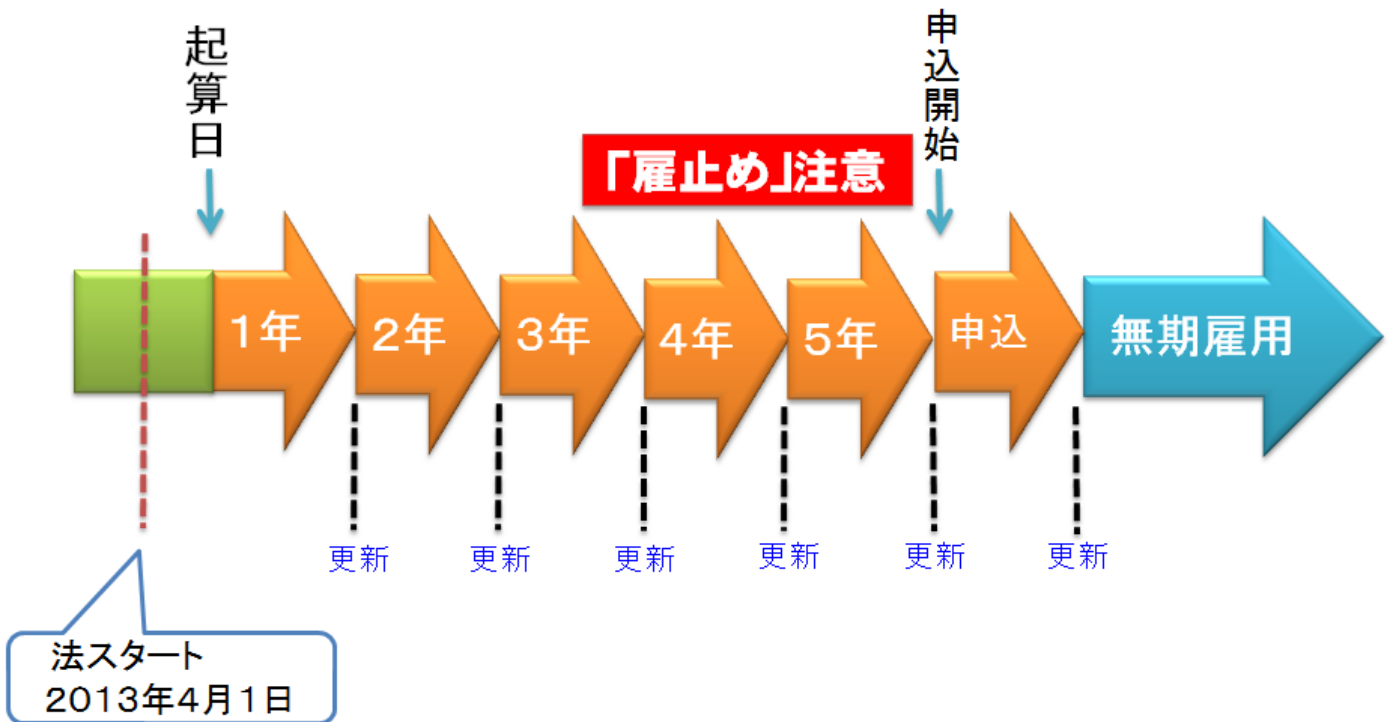 起算日
申込開始
「雇止め」注意
１年
２年
３年
４年
５年
申込
無期雇用
更新
更新
更新
更新
更新
更新
法スタート
２０１３年４月１日